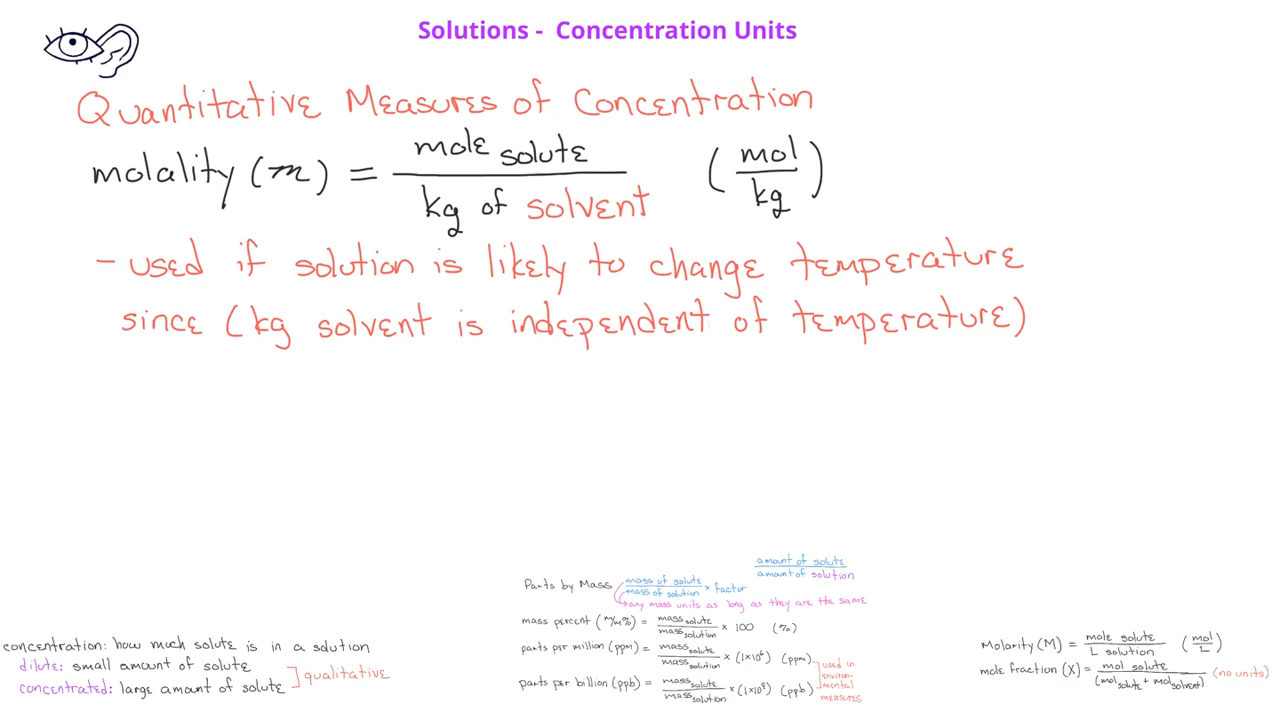 Solutions - Concentration Units
Quantitative Measures of Concentration
molality (m) = mole solute / kg of solvent (mol / kg)
- used if solution is likely to change temperature
since (kg solvent is independent of temperature)
amount of solute / amount of solution
Parts by Mass mass of solute / mass of solution × factor
any mass units as long as they are the same
mass percent (m/m%) = mass solute / mass solution × 100 (%)
parts per million (ppm) = mass solute / mass solution × (1×10⁶) (ppm)
parts per billion (ppb) = mass solute / mass solution × (1×10⁹) (ppb)
used in
environ-
mental
measures
concentration: how much solute is in a solution
dilute: small amount of solute
concentrated: large amount of solute
qualitative
Molarity (M) = mole solute / L solution (mol / L)
mole fraction (X) = mol solute / (mol solute + mol solvent) (no units)